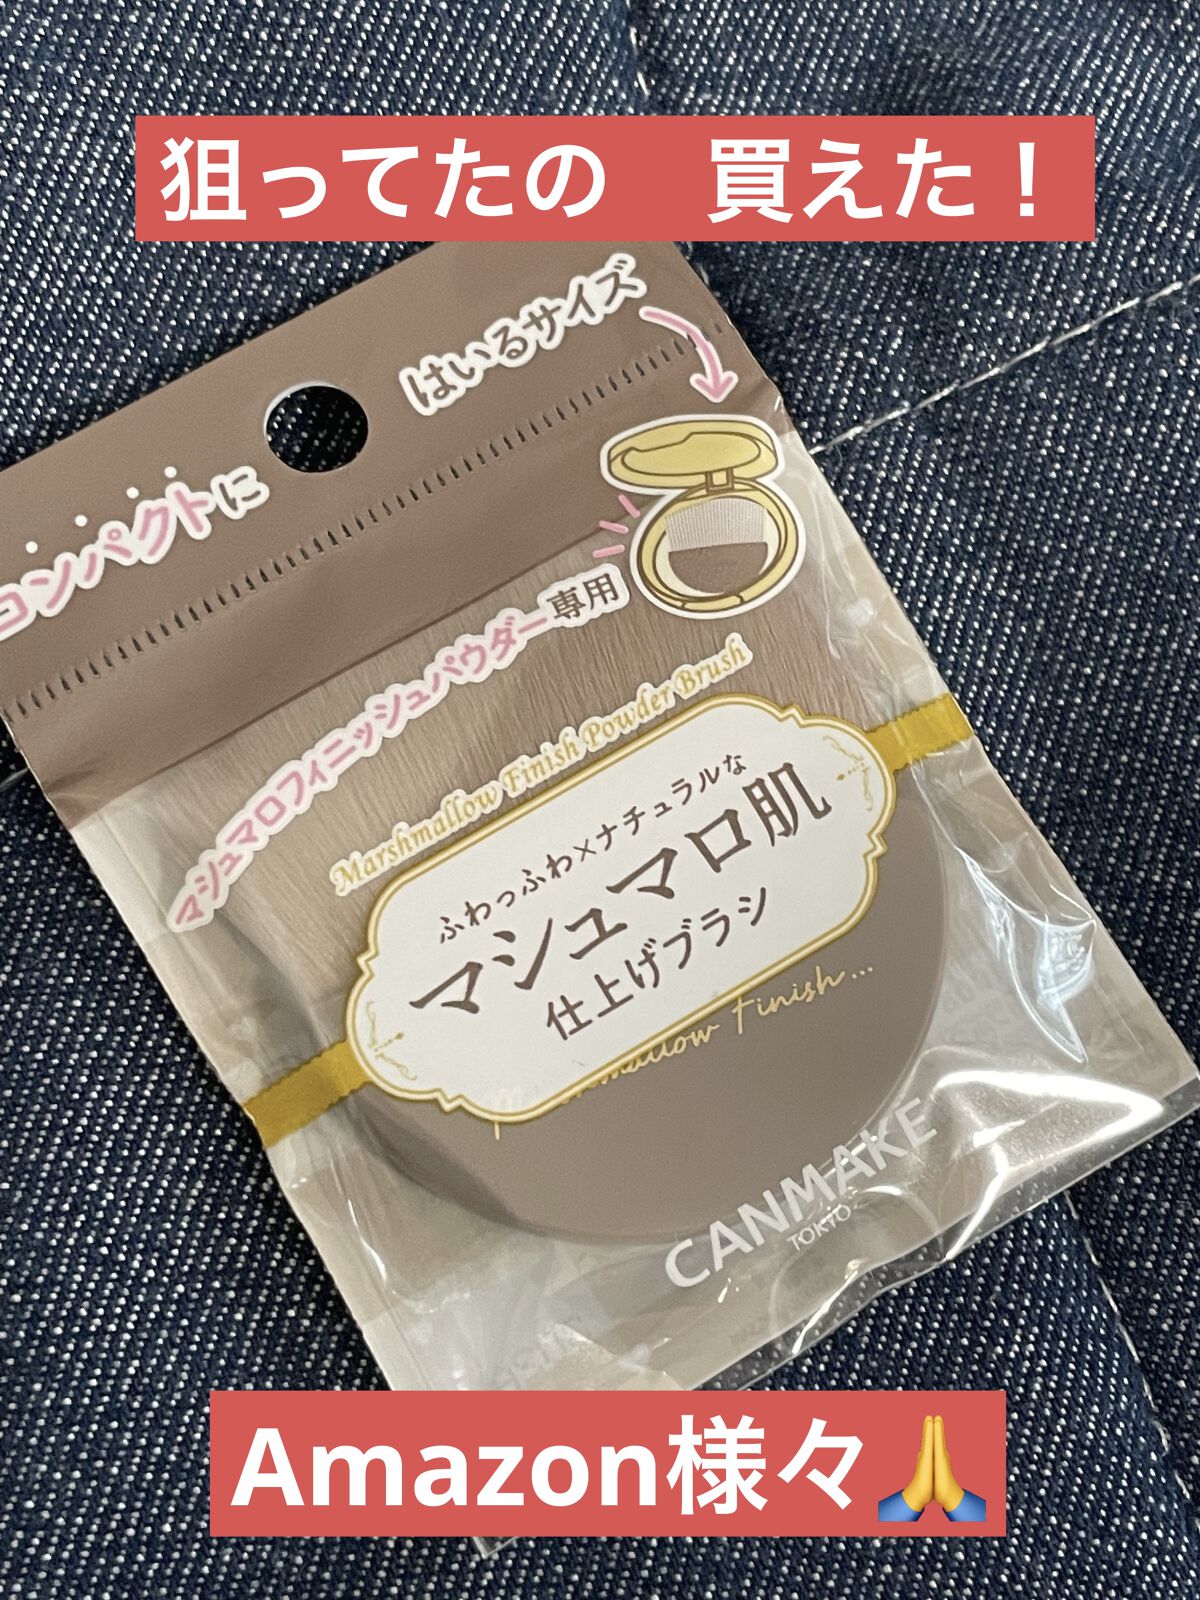 狙ってたの　買えた！
コンパクトに
はいるサイズ
マシュマロフィニッシュパウダー専用
Marshmallow Finish Powder Brush
ふわっふわ×ナチュラルな
マシュマロ肌
仕上げブラシ
Finish...
CANMAKE
TOKYO
Amazon様々🙏